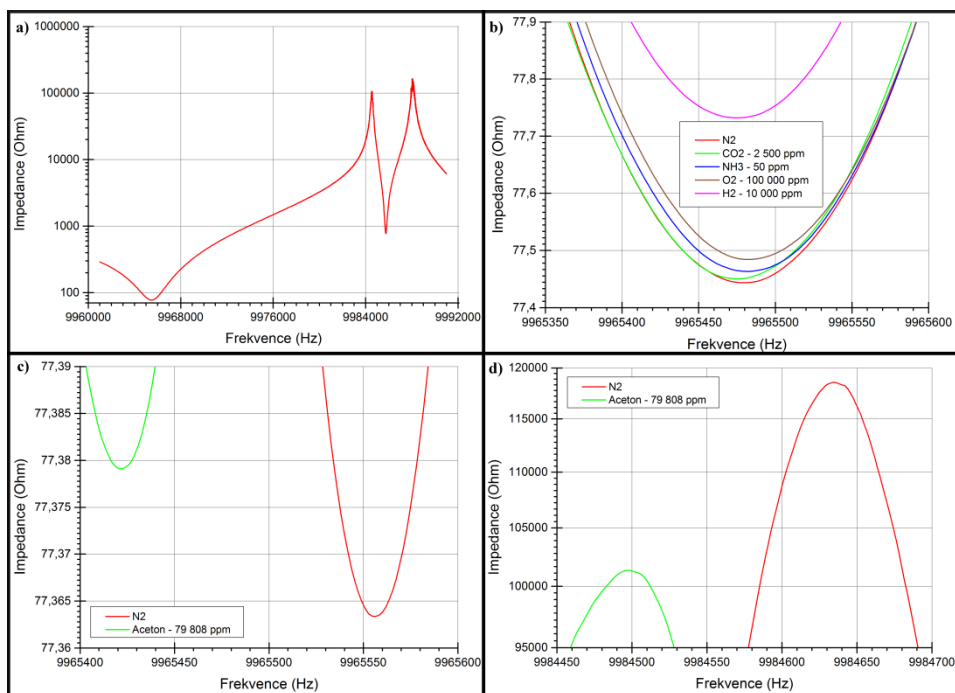 a)
Impedance (Ohm)
1000000
100000
10000
1000
100
9960000 9968000 9976000 9984000 9992000
Frekvence (Hz)
b)
Impedance (Ohm)
77,9
77,8
77,7
77,6
77,5
77,4
N2
CO2 - 2 500 ppm
NH3 - 50 ppm
O2 - 100 000 ppm
H2 - 10 000 ppm
9965350 9965400 9965450 9965500 9965550 9965600
Frekvence (Hz)
c)
Impedance (Ohm)
77,39
77,385
77,38
77,375
77,37
77,365
77,36
N2
Aceton - 79 808 ppm
9965400 9965450 9965500 9965550 9965600
Frekvence (Hz)
d)
Impedance (Ohm)
120000
115000
110000
105000
100000
95000
N2
Aceton - 79 808 ppm
9984450 9984500 9984550 9984600 9984650 9984700
Frekvence (Hz)